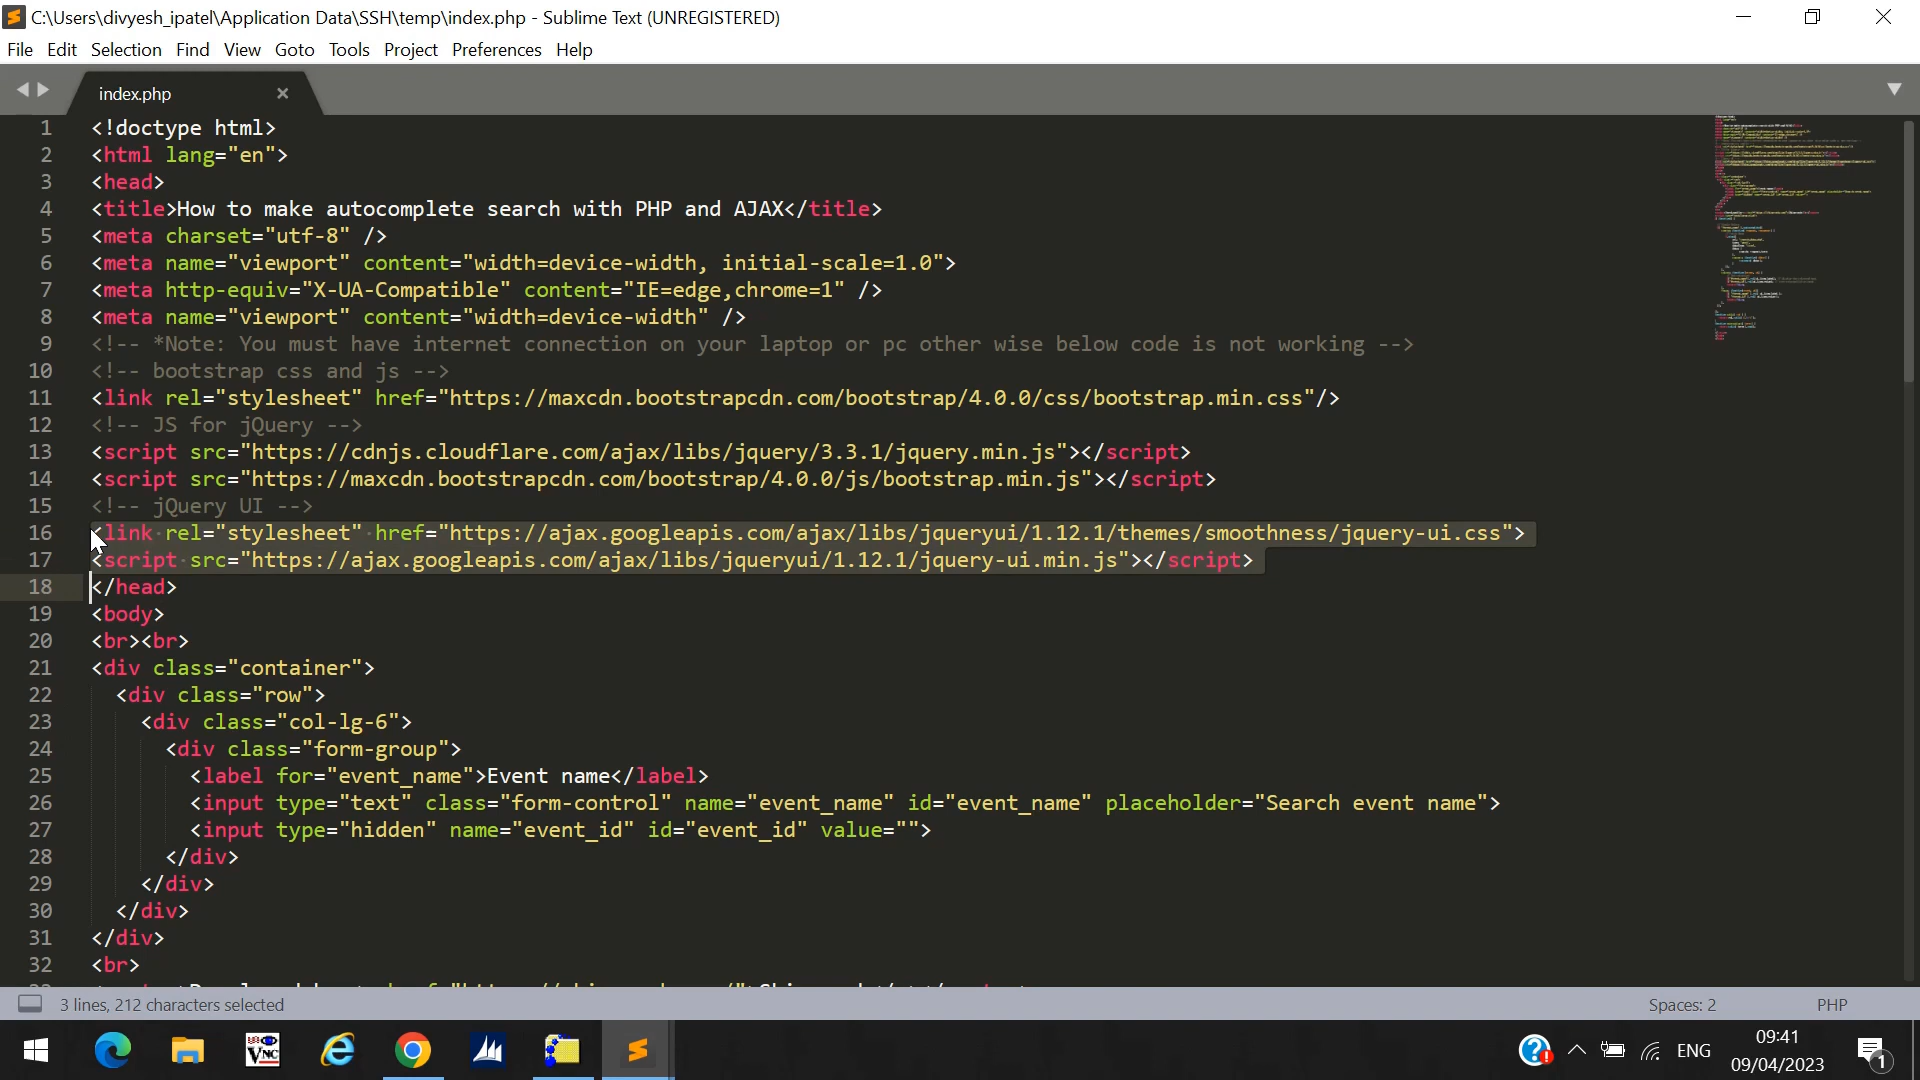 C:\Users\divyesh_ipatel\Application Data\SSH\temp\index.php - Sublime Text (UNREGISTERED)
File Edit Selection Find View Goto Tools Project Preferences Help
index.php
1 <!doctype html>
2 <html lang="en">
3 <head>
4 <title>How to make autocomplete search with PHP and AJAX</title>
5 <meta charset="utf-8" />
6 <meta name="viewport" content="width=device-width, initial-scale=1.0">
7 <meta http-equiv="X-UA-Compatible" content="IE=edge,chrome=1" />
8 <meta name="viewport" content="width=device-width" />
9 <!-- *Note: You must have internet connection on your laptop or pc other wise below code is not working -->
10 <!-- bootstrap css and js -->
11 <link rel="stylesheet" href="https://maxcdn.bootstrapcdn.com/bootstrap/4.0.0/css/bootstrap.min.css"/>
12 <!-- JS for jQuery -->
13 <script src="https://cdnjs.cloudflare.com/ajax/libs/jquery/3.3.1/jquery.min.js"></script>
14 <script src="https://maxcdn.bootstrapcdn.com/bootstrap/4.0.0/js/bootstrap.min.js"></script>
15 <!-- jQuery UI -->
16 <link rel="stylesheet" href="https://ajax.googleapis.com/ajax/libs/jqueryui/1.12.1/themes/smoothness/jquery-ui.css">
17 <script src="https://ajax.googleapis.com/ajax/libs/jqueryui/1.12.1/jquery-ui.min.js"></script>
18 </head>
19 <body>
20 <br><br>
21 <div class="container">
22 <div class="row">
23 <div class="col-lg-6">
24 <div class="form-group">
25 <label for="event_name">Event name</label>
26 <input type="text" class="form-control" name="event_name" id="event_name" placeholder="Search event name">
27 <input type="hidden" name="event_id" id="event_id" value="">
28 </div>
29 </div>
30 </div>
31 </div>
32 <br>
3 lines, 212 characters selected
Spaces: 2 PHP
ENG
09:41
09/04/2023
1